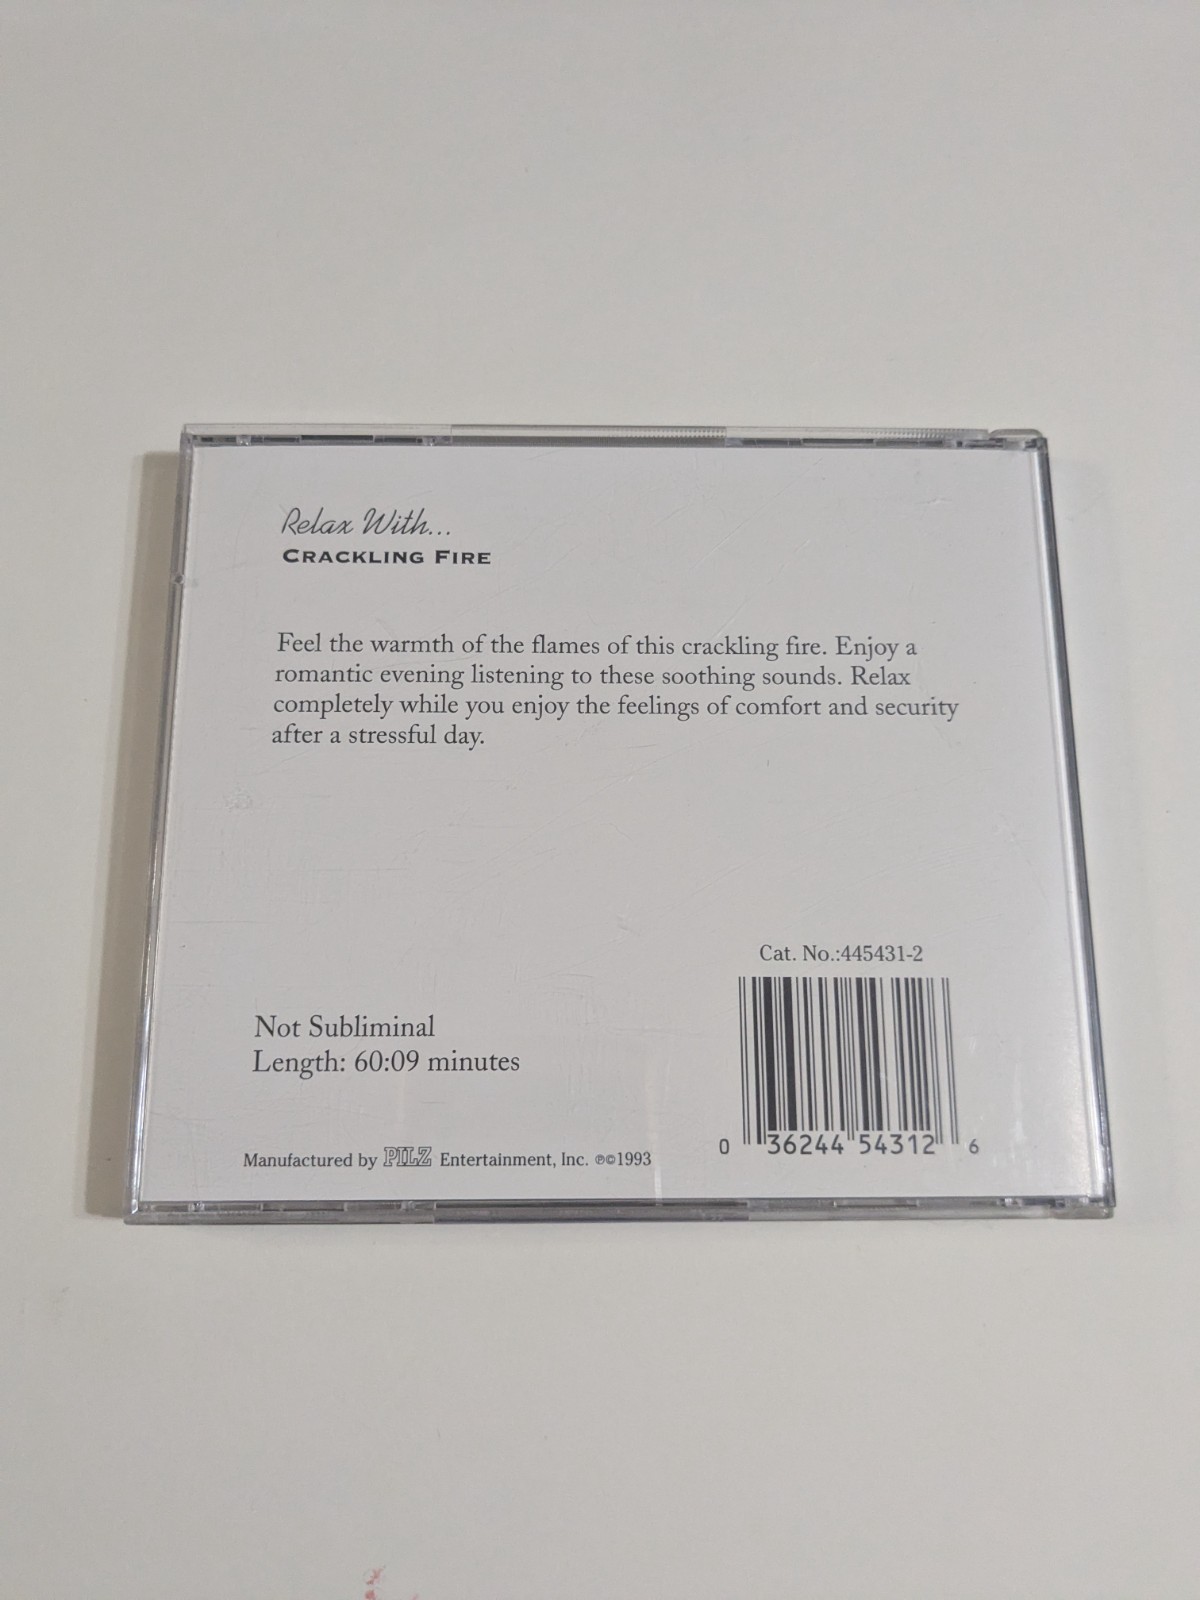 Relax With...
CRACKLING FIRE
Feel the warmth of the flames of this crackling fire. Enjoy a
romantic evening listening to these soothing sounds. Relax
completely while you enjoy the feelings of comfort and security
after a stressful day.
Cat. No.:445431-2
Not Subliminal
Length: 60:09 minutes
0 36244 54312 6
Manufactured by PILZ Entertainment, Inc. ℗©1993